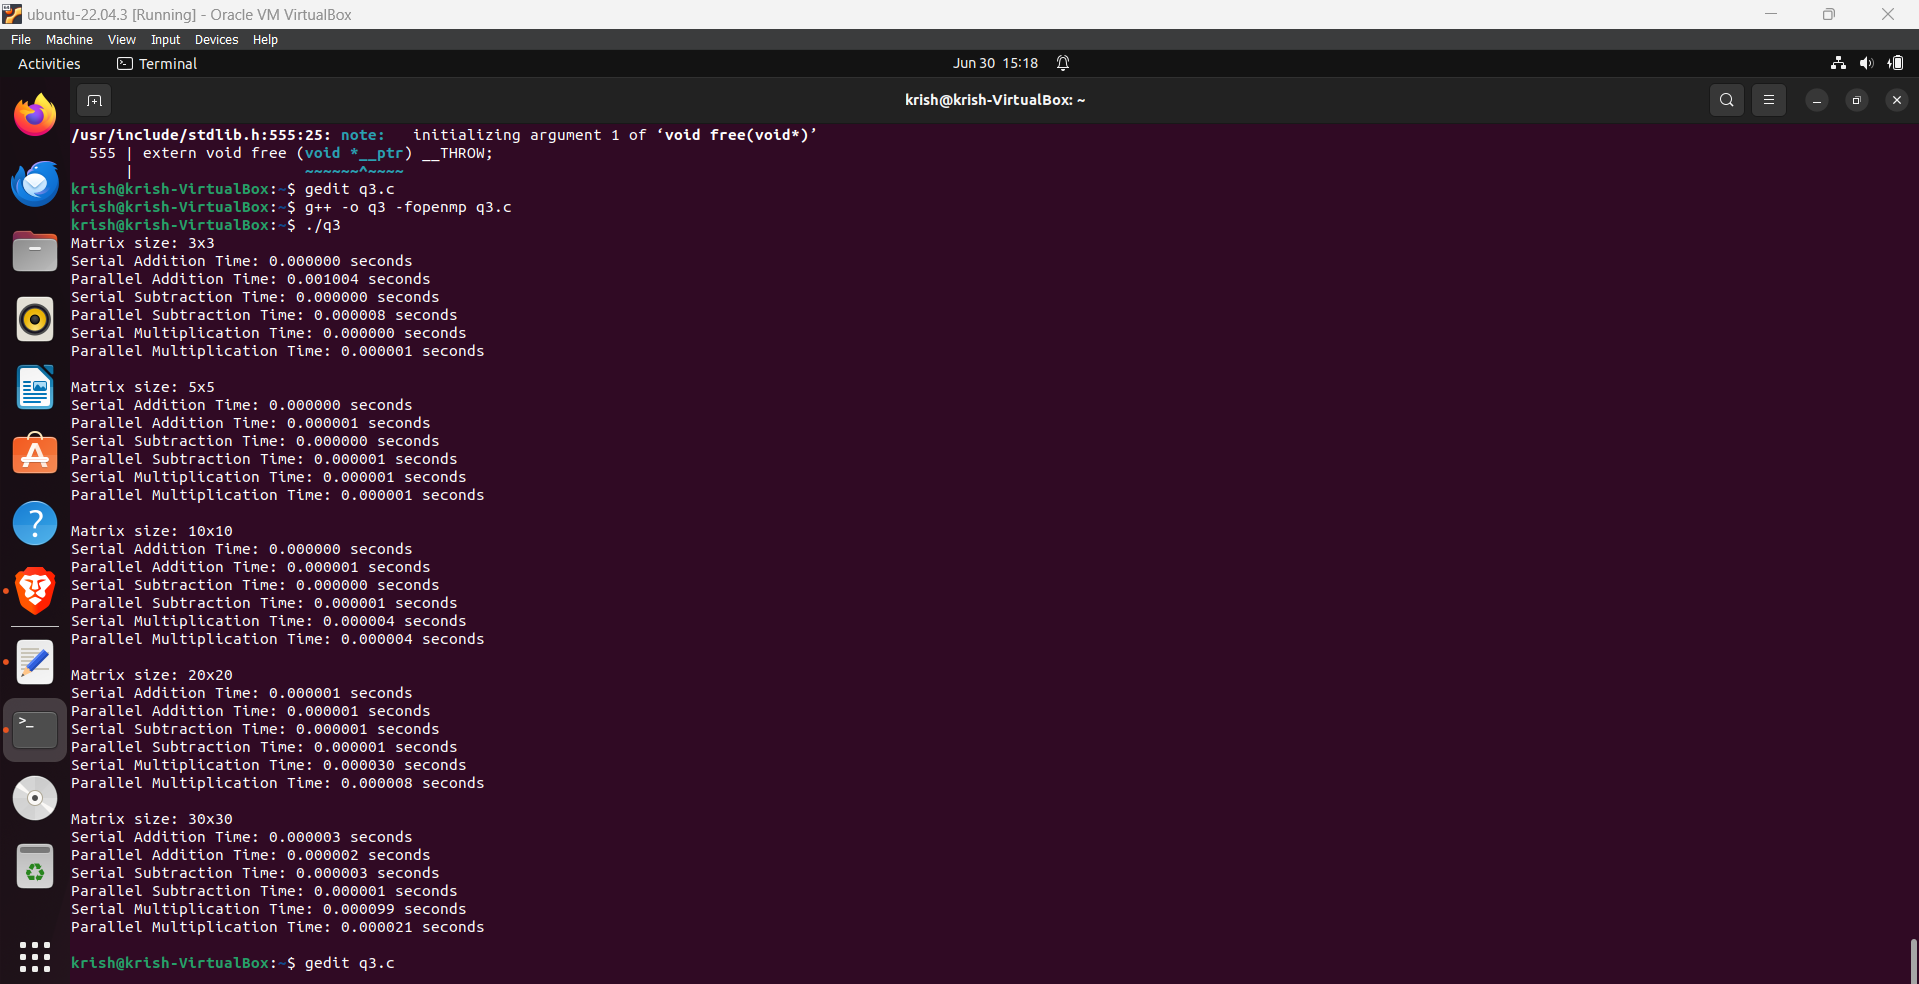 ubuntu-22.04.3 [Running] - Oracle VM VirtualBox
File Machine View Input Devices Help
Activities Terminal Jun 30 15:18
krish@krish-VirtualBox: ~
/usr/include/stdlib.h:555:25: note:   initializing argument 1 of ‘void free(void*)’
  555 | extern void free (void *__ptr) __THROW;
      |                   ~~~~~~^~~~~
krish@krish-VirtualBox:~$ gedit q3.c
krish@krish-VirtualBox:~$ g++ -o q3 -fopenmp q3.c
krish@krish-VirtualBox:~$ ./q3
Matrix size: 3x3
Serial Addition Time: 0.000000 seconds
Parallel Addition Time: 0.001004 seconds
Serial Subtraction Time: 0.000000 seconds
Parallel Subtraction Time: 0.000008 seconds
Serial Multiplication Time: 0.000000 seconds
Parallel Multiplication Time: 0.000001 seconds
Matrix size: 5x5
Serial Addition Time: 0.000000 seconds
Parallel Addition Time: 0.000001 seconds
Serial Subtraction Time: 0.000000 seconds
Parallel Subtraction Time: 0.000001 seconds
Serial Multiplication Time: 0.000001 seconds
Parallel Multiplication Time: 0.000001 seconds
Matrix size: 10x10
Serial Addition Time: 0.000000 seconds
Parallel Addition Time: 0.000001 seconds
Serial Subtraction Time: 0.000000 seconds
Parallel Subtraction Time: 0.000001 seconds
Serial Multiplication Time: 0.000004 seconds
Parallel Multiplication Time: 0.000004 seconds
Matrix size: 20x20
Serial Addition Time: 0.000001 seconds
Parallel Addition Time: 0.000001 seconds
Serial Subtraction Time: 0.000001 seconds
Parallel Subtraction Time: 0.000001 seconds
Serial Multiplication Time: 0.000030 seconds
Parallel Multiplication Time: 0.000008 seconds
Matrix size: 30x30
Serial Addition Time: 0.000003 seconds
Parallel Addition Time: 0.000002 seconds
Serial Subtraction Time: 0.000003 seconds
Parallel Subtraction Time: 0.000001 seconds
Serial Multiplication Time: 0.000099 seconds
Parallel Multiplication Time: 0.000021 seconds
krish@krish-VirtualBox:~$ gedit q3.c